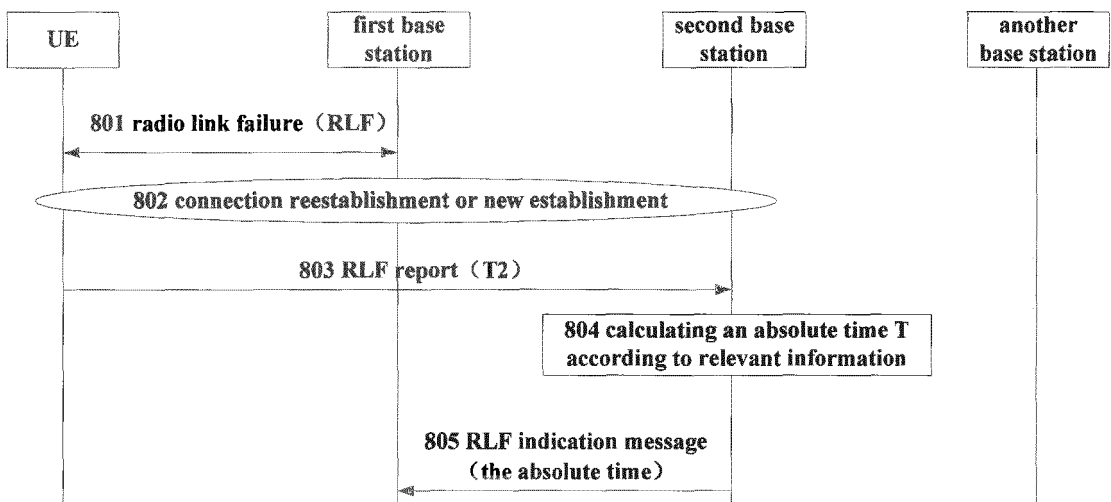 UE
first base
station
second base
station
another
base station
801 radio link failure（RLF）
802 connection reestablishment or new establishment
803 RLF report（T2）
804 calculating an absolute time T
according to relevant information
805 RLF indication message
（the absolute time）